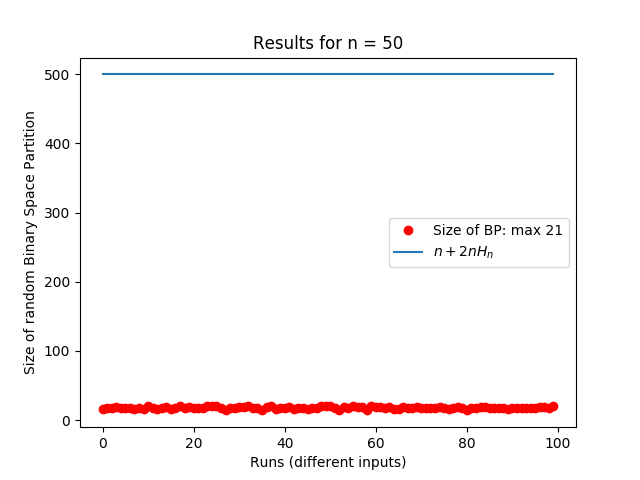 Results for n = 50
Size of random Binary Space Partition
500
400
300
200
100
0
Size of BP: max 21
n + 2nHₙ
0 20 40 60 80 100
Runs (different inputs)